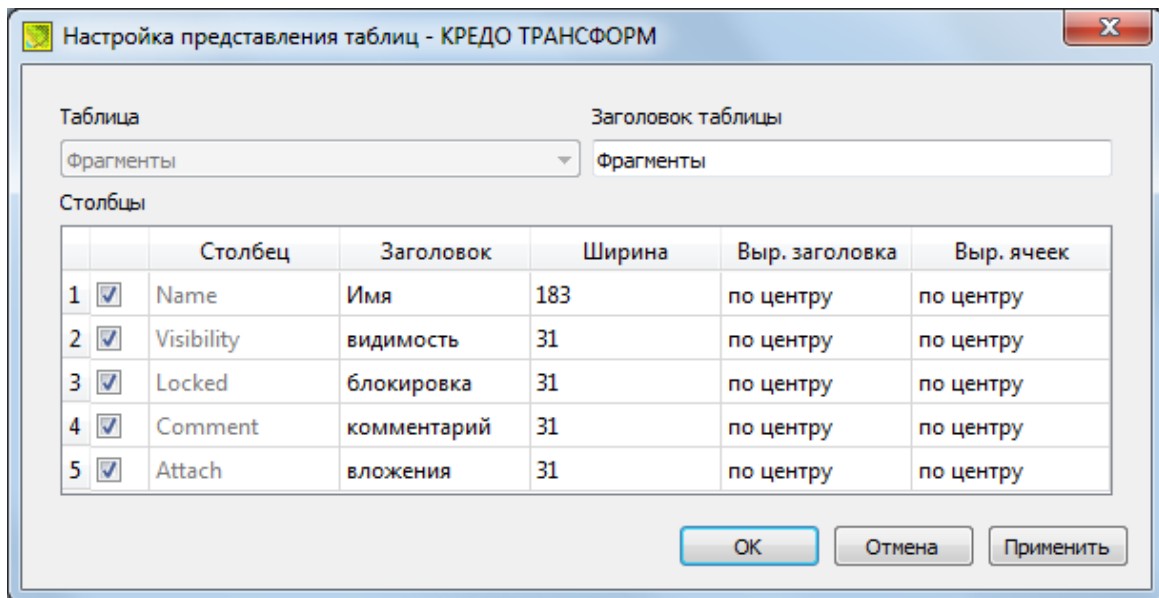 Настройка представления таблиц - КРЕДО ТРАНСФОРМ
Таблица Заголовок таблицы
Фрагменты Фрагменты
Столбцы
Столбец Заголовок Ширина Выр. заголовка Выр. ячеек
1 Name Имя 183 по центру по центру
2 Visibility видимость 31 по центру по центру
3 Locked блокировка 31 по центру по центру
4 Comment комментарий 31 по центру по центру
5 Attach вложения 31 по центру по центру
OK Отмена Применить